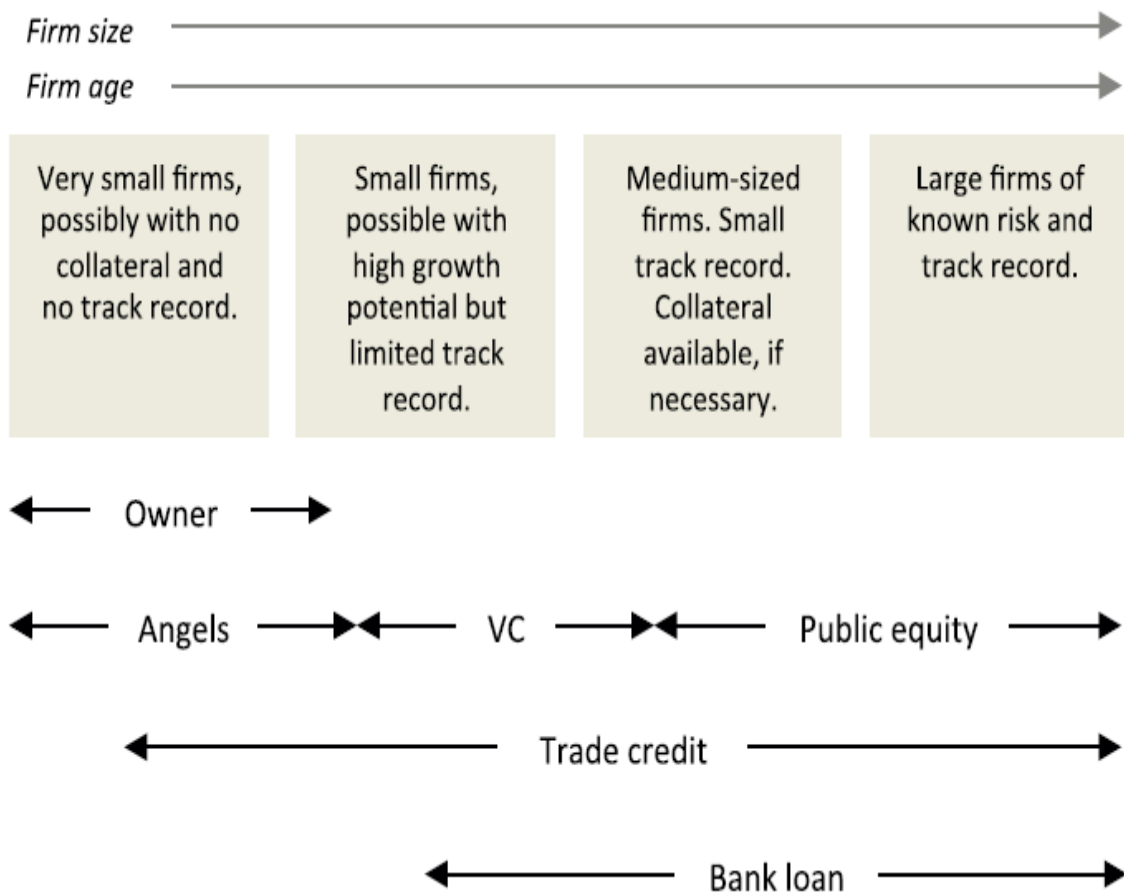 Firm size
Firm age
Very small firms,
possibly with no
collateral and
no track record.
Small firms,
possible with
high growth
potential but
limited track
record.
Medium-sized
firms. Small
track record.
Collateral
available, if
necessary.
Large firms of
known risk and
track record.
Owner
Angels
VC
Public equity
Trade credit
Bank loan